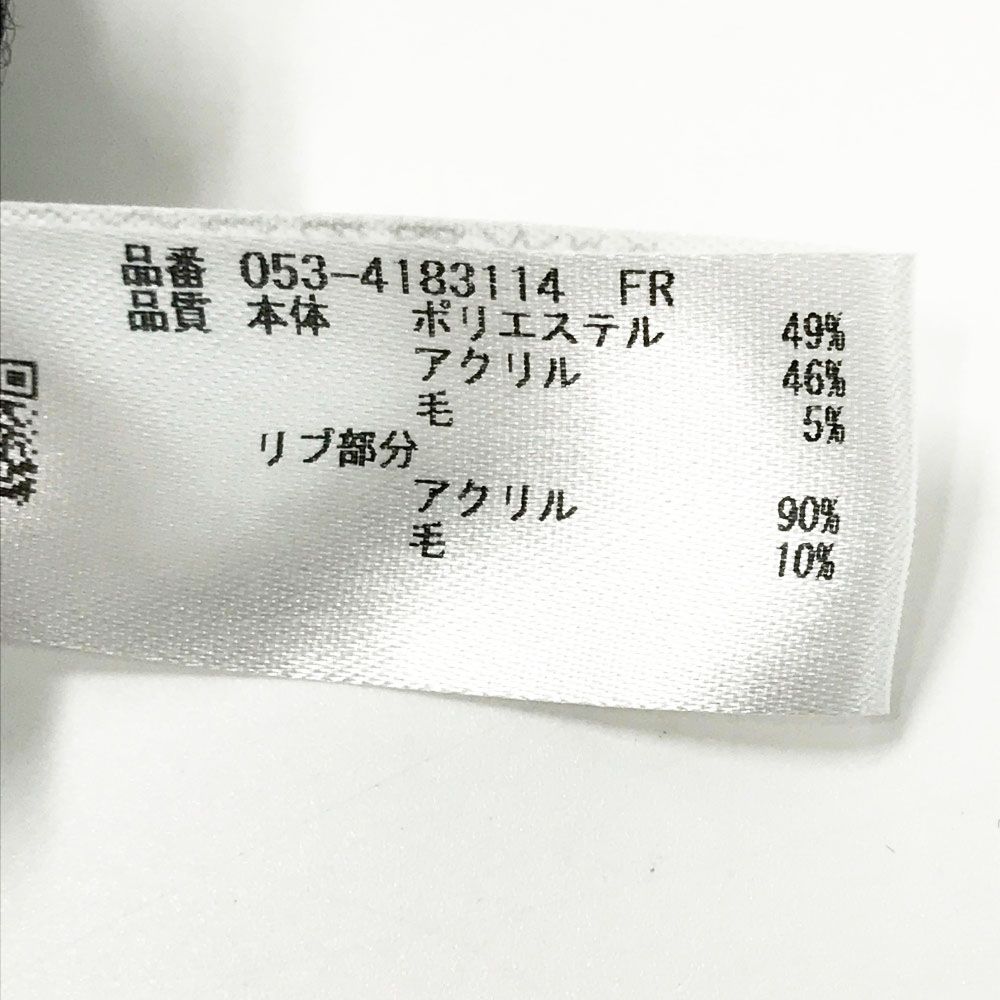 品番 053-4183114 FR
品質 本体 ポリエステル 49%
アクリル 46%
毛 5%
リブ部分
アクリル 90%
毛 10%